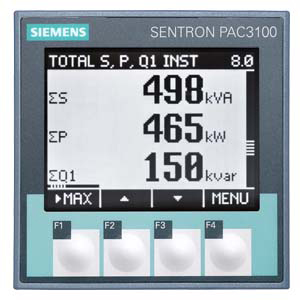 SIEMENS SENTRON PAC3100
TOTAL S, P, Q1 INST 8.0
ΣS 498 kVA
ΣP 465 kW
ΣQ1 150 kvar
▸MAX ▲ ▼ MENU
F1 F2 F3 F4